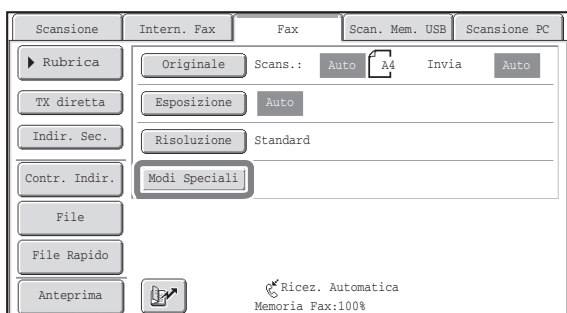 Scansione Intern. Fax Fax Scan. Mem. USB Scansione PC
Rubrica
Originale Scans.: Auto A4 Invia Auto
TX diretta
Esposizione Auto
Indir. Sec.
Risoluzione Standard
Contr. Indir.
Modi Speciali
File
File Rapido
Anteprima
Ricez. Automatica
Memoria Fax:100%